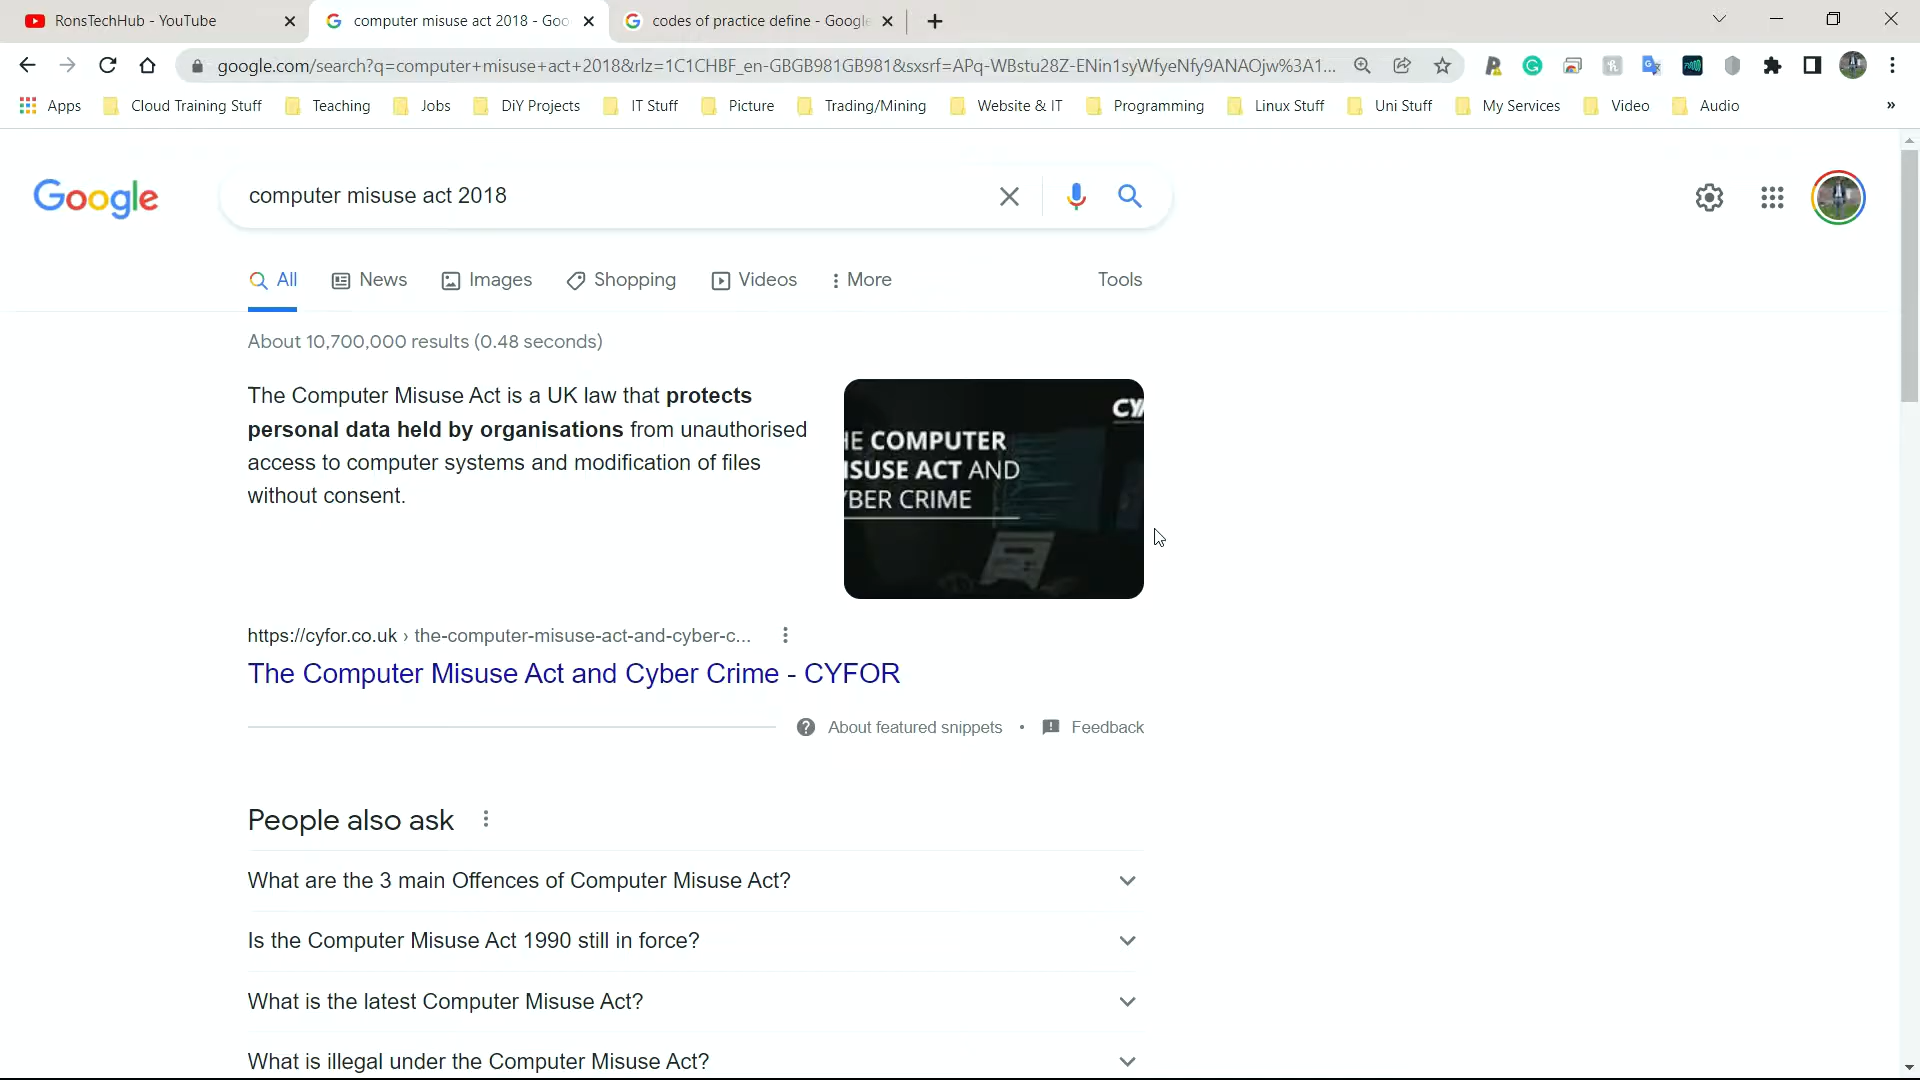 RonsTechHub - YouTube
computer misuse act 2018 - Goo
codes of practice define - Google
google.com/search?q=computer+misuse+act+2018&rlz=1C1CHBF_en-GBGB981GB981&sxsrf=APq-WBstu28Z-ENin1syWfyeNfy9ANAOjw%3A1...
Apps
Cloud Training Stuff
Teaching
Jobs
DiY Projects
IT Stuff
Picture
Trading/Mining
Website & IT
Programming
Linux Stuff
Uni Stuff
My Services
Video
Audio
»
Google
computer misuse act 2018
All
News
Images
Shopping
Videos
More
Tools
About 10,700,000 results (0.48 seconds)
The Computer Misuse Act is a UK law that protects
personal data held by organisations from unauthorised
access to computer systems and modification of files
without consent.
CY
HE COMPUTER
ISUSE ACT AND
YBER CRIME
https://cyfor.co.uk › the-computer-misuse-act-and-cyber-c...
The Computer Misuse Act and Cyber Crime - CYFOR
About featured snippets • Feedback
People also ask
What are the 3 main Offences of Computer Misuse Act?
Is the Computer Misuse Act 1990 still in force?
What is the latest Computer Misuse Act?
What is illegal under the Computer Misuse Act?